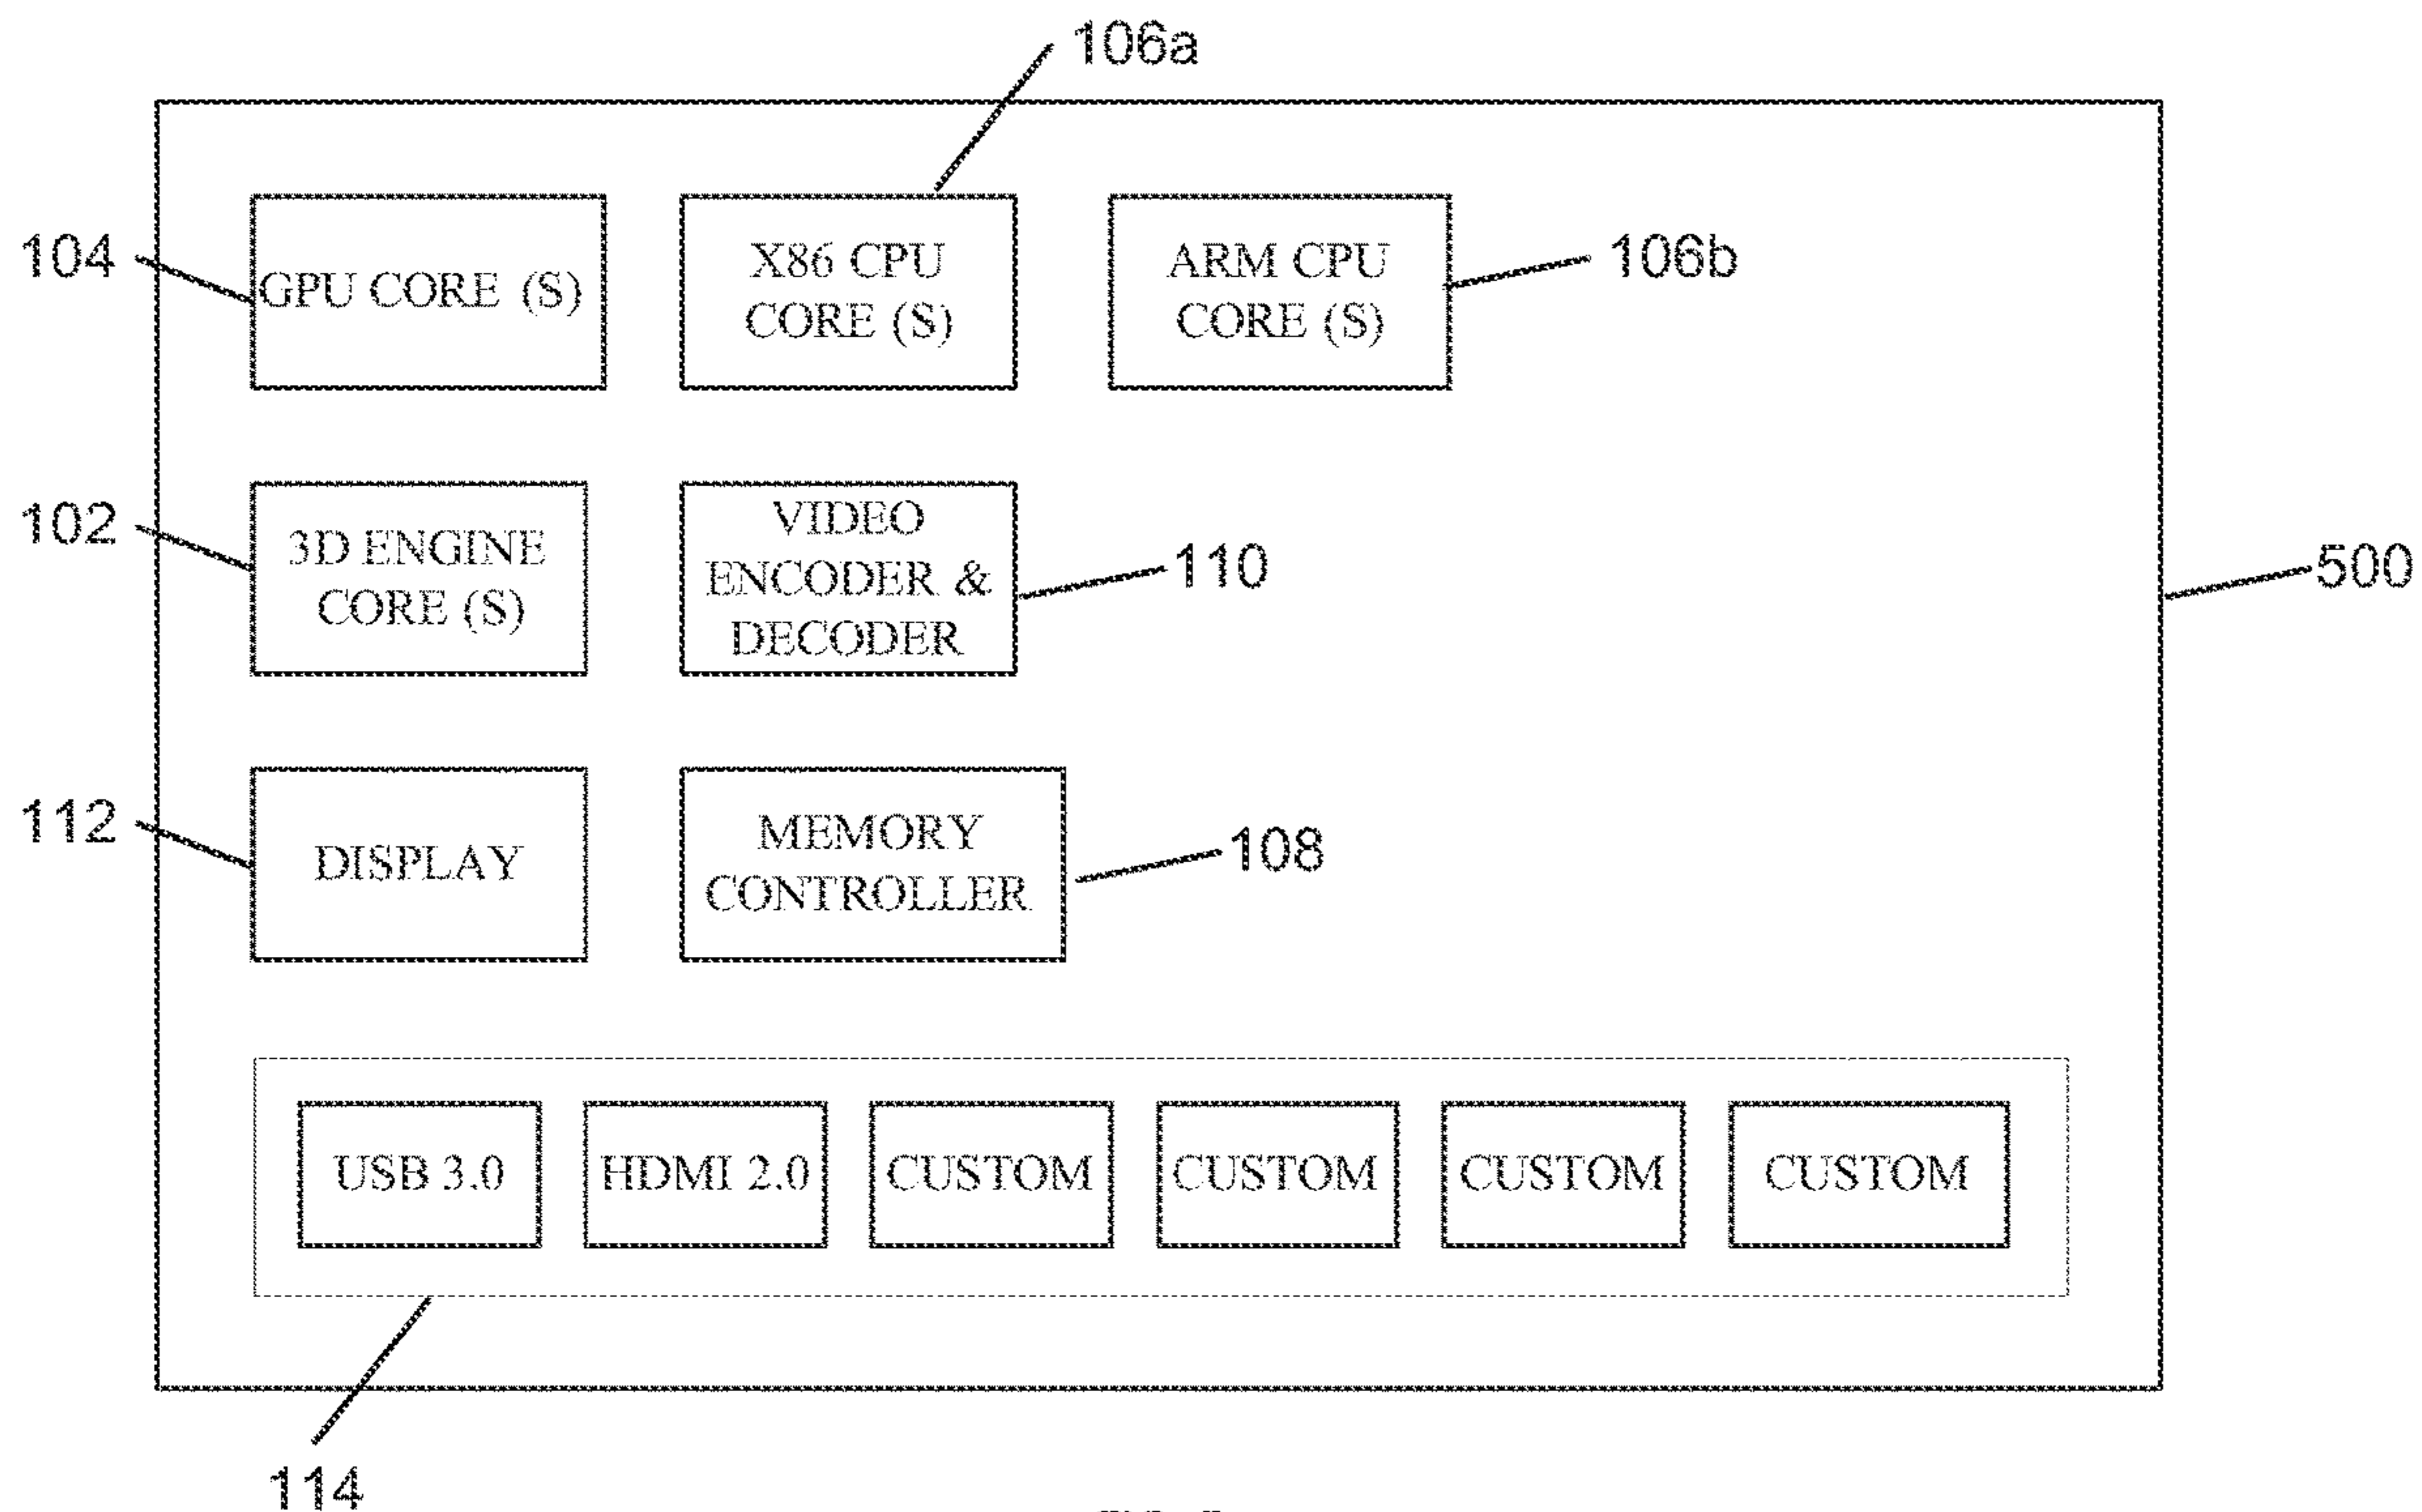 106a
104
GPU CORE (S)
X86 CPU
CORE (S)
ARM CPU
CORE (S)
106b
102
3D ENGINE
CORE (S)
VIDEO
ENCODER &
DECODER
110
500
112
DISPLAY
MEMORY
CONTROLLER
108
USB 3.0
HDMI 2.0
CUSTOM
CUSTOM
CUSTOM
CUSTOM
114